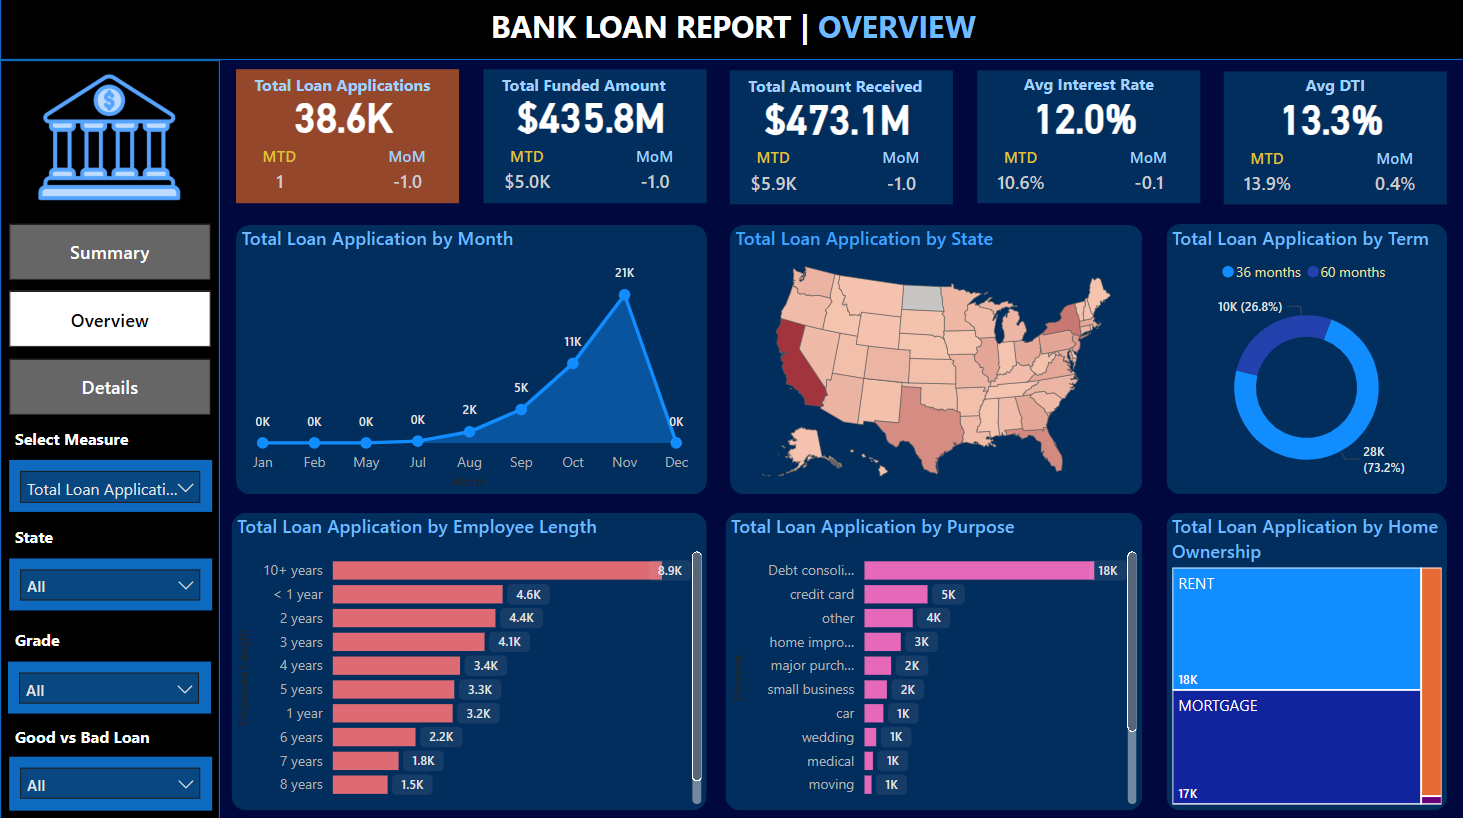 BANK LOAN REPORT | OVERVIEW
$
Summary
Overview
Details
Select Measure
Total Loan Applicati...
State
All
Grade
All
Good vs Bad Loan
All
Total Loan Applications
38.6K
MTD MoM
1 -1.0
Total Funded Amount
$435.8M
MTD MoM
$5.0K -1.0
Total Amount Received
$473.1M
MTD MoM
$5.9K -1.0
Avg Interest Rate
12.0%
MTD MoM
10.6% -0.1
Avg DTI
13.3%
MTD MoM
13.9% 0.4%
Total Loan Application by Month
21K
11K
5K
2K
0K 0K 0K 0K 0K
Jan Feb May Jul Aug Sep Oct Nov Dec
Total Loan Application by State
Total Loan Application by Term
36 months 60 months
10K (26.8%)
28K
(73.2%)
Total Loan Application by Employee Length
10+ years 8.9K
< 1 year 4.6K
2 years 4.4K
3 years 4.1K
4 years 3.4K
5 years 3.3K
1 year 3.2K
6 years 2.2K
7 years 1.8K
8 years 1.5K
Total Loan Application by Purpose
Debt consoli... 18K
credit card 5K
other 4K
home impro... 3K
major purch... 2K
small business 2K
car 1K
wedding 1K
medical 1K
moving 1K
Total Loan Application by Home
Ownership
RENT
18K
MORTGAGE
17K